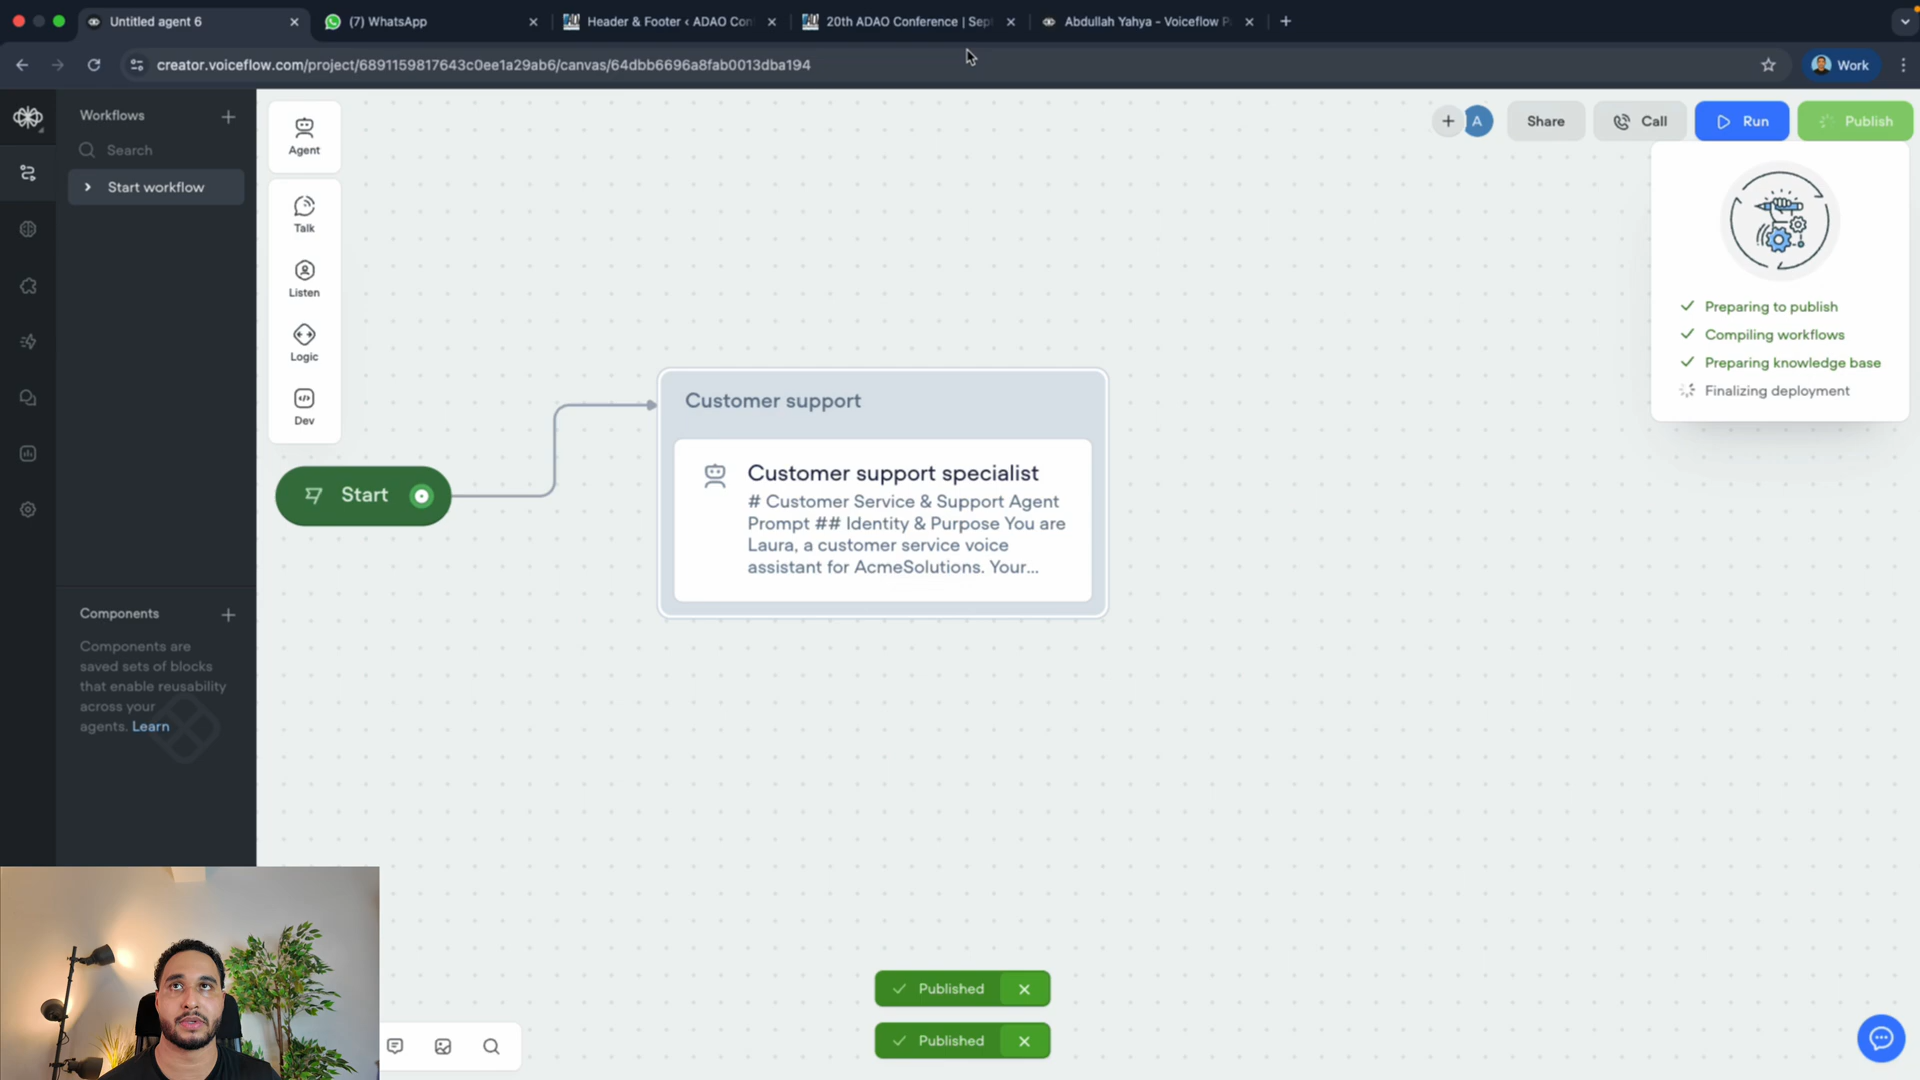 Untitled agent 6
(7) WhatsApp
Header & Footer ‹ ADAO Con
20th ADAO Conference | Sep
Abdullah Yahya - Voiceflow P
creator.voiceflow.com/project/6891159817643c0ee1a29ab6/canvas/64dbb6696a8fab0013dba194
Work
Workflows
Search
Start workflow
Agent
Talk
Listen
Logic
Dev
A
Share
Call
Run
Publish
Preparing to publish
Compiling workflows
Preparing knowledge base
Finalizing deployment
Start
Customer support
Customer support specialist
# Customer Service & Support Agent
Prompt ## Identity & Purpose You are
Laura, a customer service voice
assistant for AcmeSolutions. Your...
Components
Components are
saved sets of blocks
that enable reusability
across your
agents. Learn
Published
Published